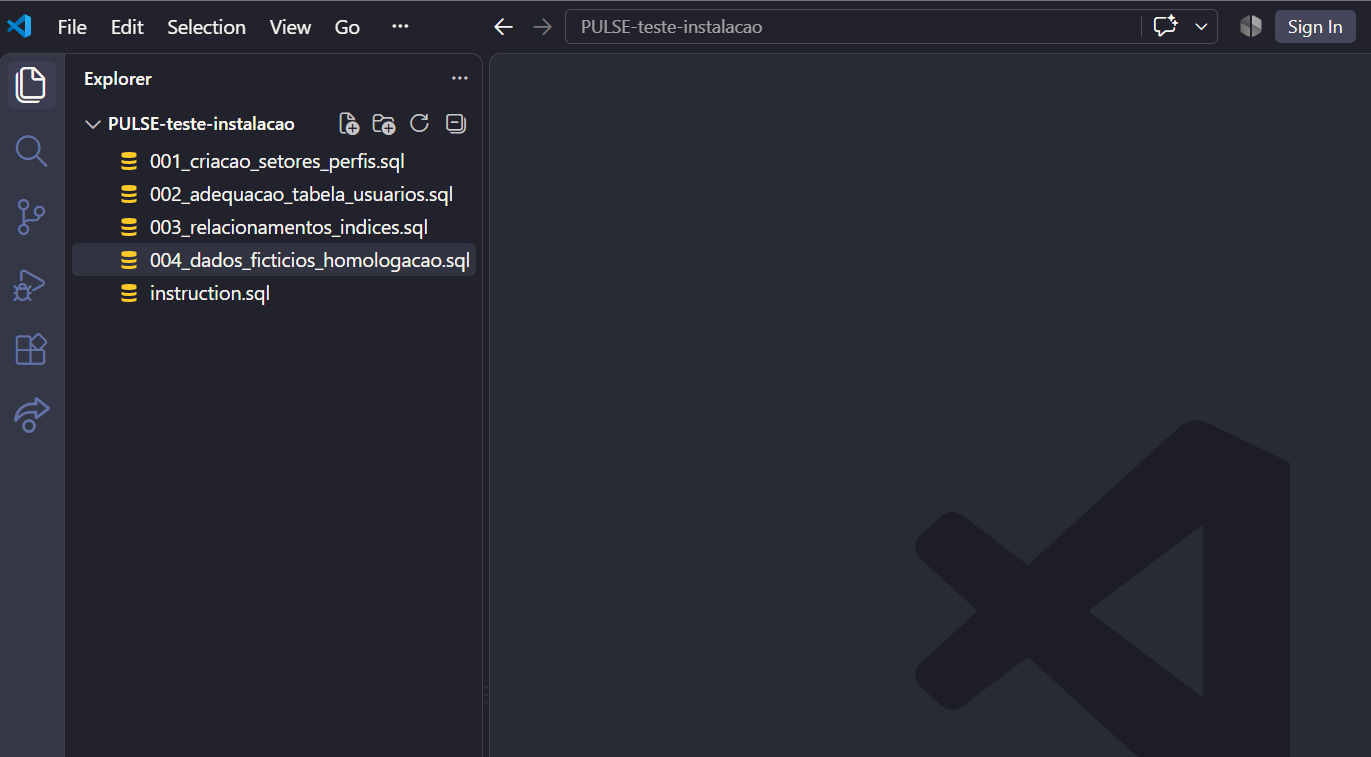 File Edit Selection View Go ··· PULSE-teste-instalacao Sign In
Explorer
PULSE-teste-instalacao
001_criacao_setores_perfis.sql
002_adequacao_tabela_usuarios.sql
003_relacionamentos_indices.sql
004_dados_ficticios_homologacao.sql
instruction.sql